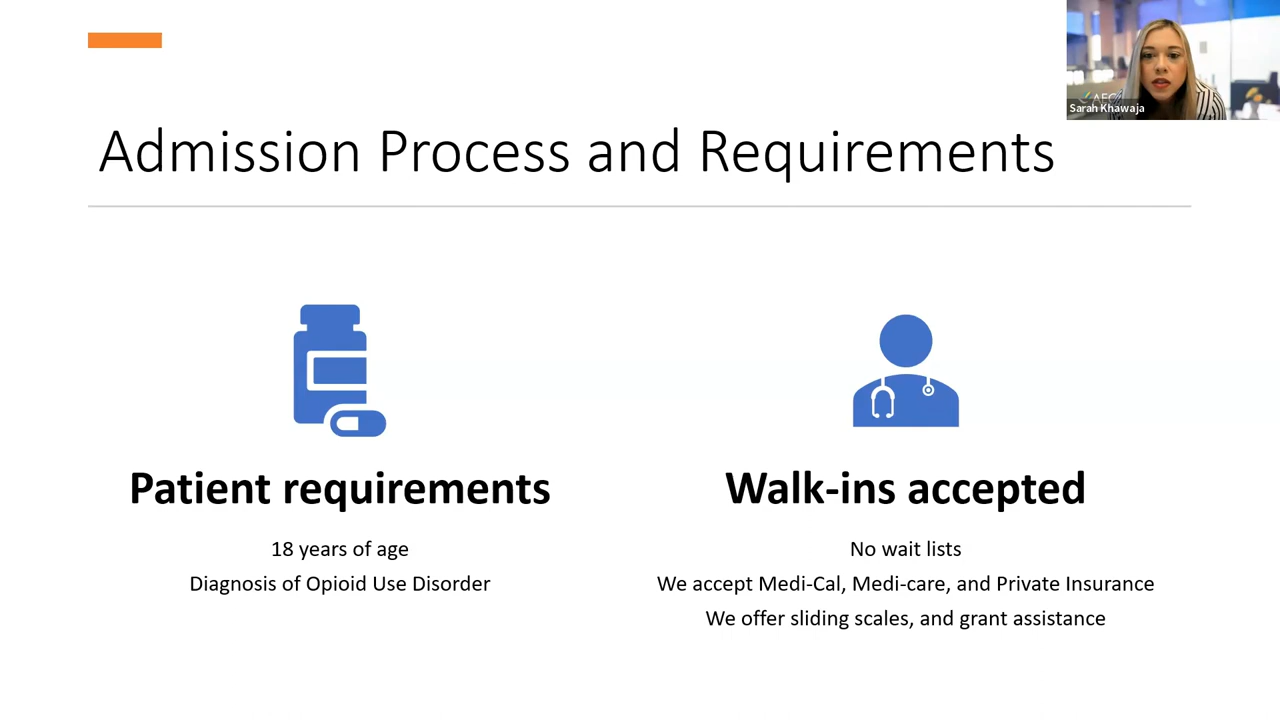 Admission Process and Requirements
Sarah Khawaja
Patient requirements
18 years of age
Diagnosis of Opioid Use Disorder
Walk-ins accepted
No wait lists
We accept Medi-Cal, Medi-care, and Private Insurance
We offer sliding scales, and grant assistance